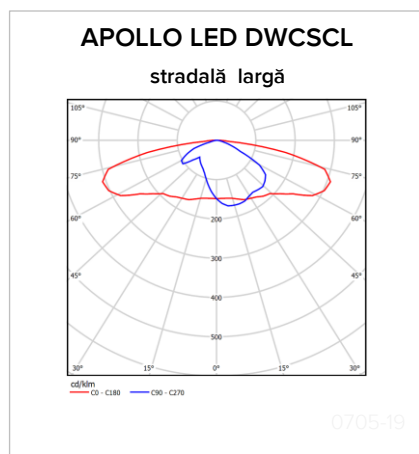 APOLLO LED DWCSCL
stradală largă
105° 105°
90° 90°
75° 75°
60° 60°
200
300
45° 45°
400
500
30° 15° 0° 15° 30°
cd/klm
C0 - C180 C90 - C270
0705-19